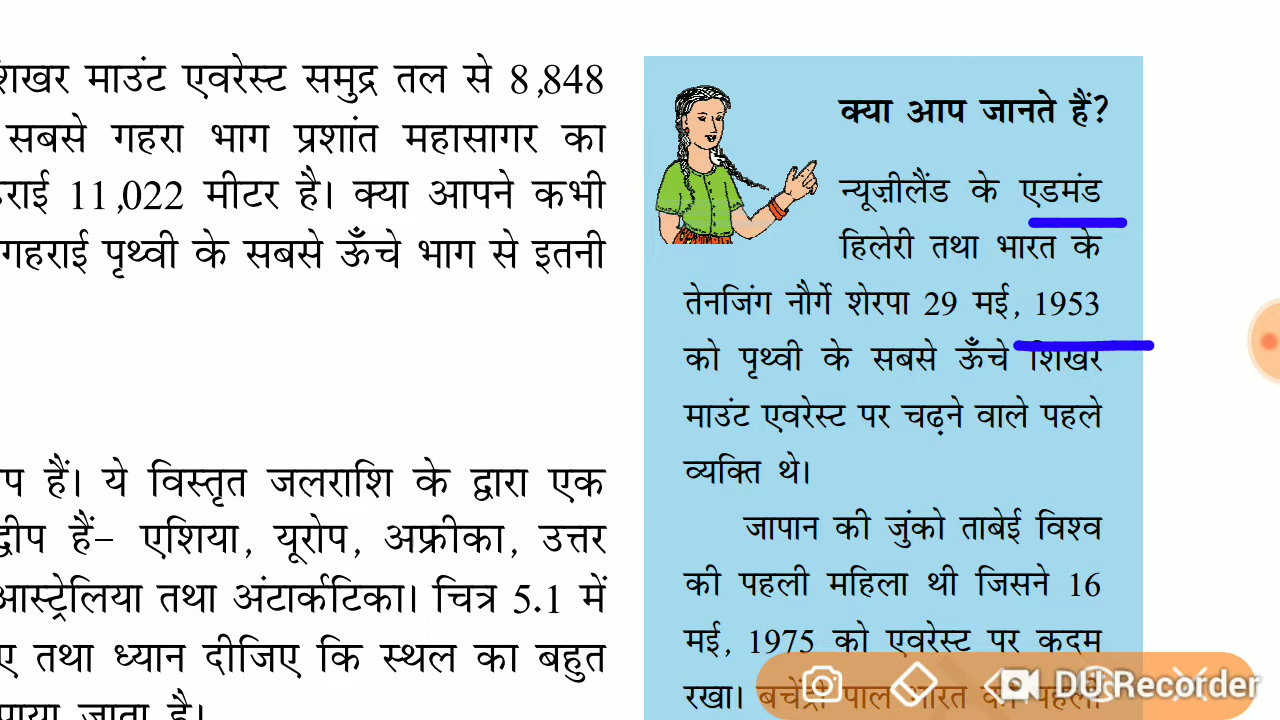 शिखर माउंट एवरेस्ट समुद्र तल से 8,848
सबसे गहरा भाग प्रशांत महासागर का
11,022 मीटर है। क्या आपने कभी
गहराई पृथ्वी के सबसे ऊँचे भाग से इतनी
हैं। ये विस्तृत जलराशि के द्वारा एक
हैं– एशिया, यूरोप, अफ्रीका, उत्तर
आस्ट्रेलिया तथा अंटार्कटिका। चित्र 5.1 में
तथा ध्यान दीजिए कि स्थल का बहुत
पाया जाता है।
क्या आप जानते हैं?
न्यूज़ीलैंड के एडमंड
हिलेरी तथा भारत के
तेनजिंग नौर्गे शेरपा 29 मई, 1953
को पृथ्वी के सबसे ऊँचे शिखर
माउंट एवरेस्ट पर चढ़ने वाले पहले
व्यक्ति थे।
जापान की जुंको ताबेई विश्व
की पहली महिला थी जिसने 16
मई, 1975 को एवरेस्ट पर कदम
रखा। बचेंद्री पाल भारत की पहली
DU Recorder